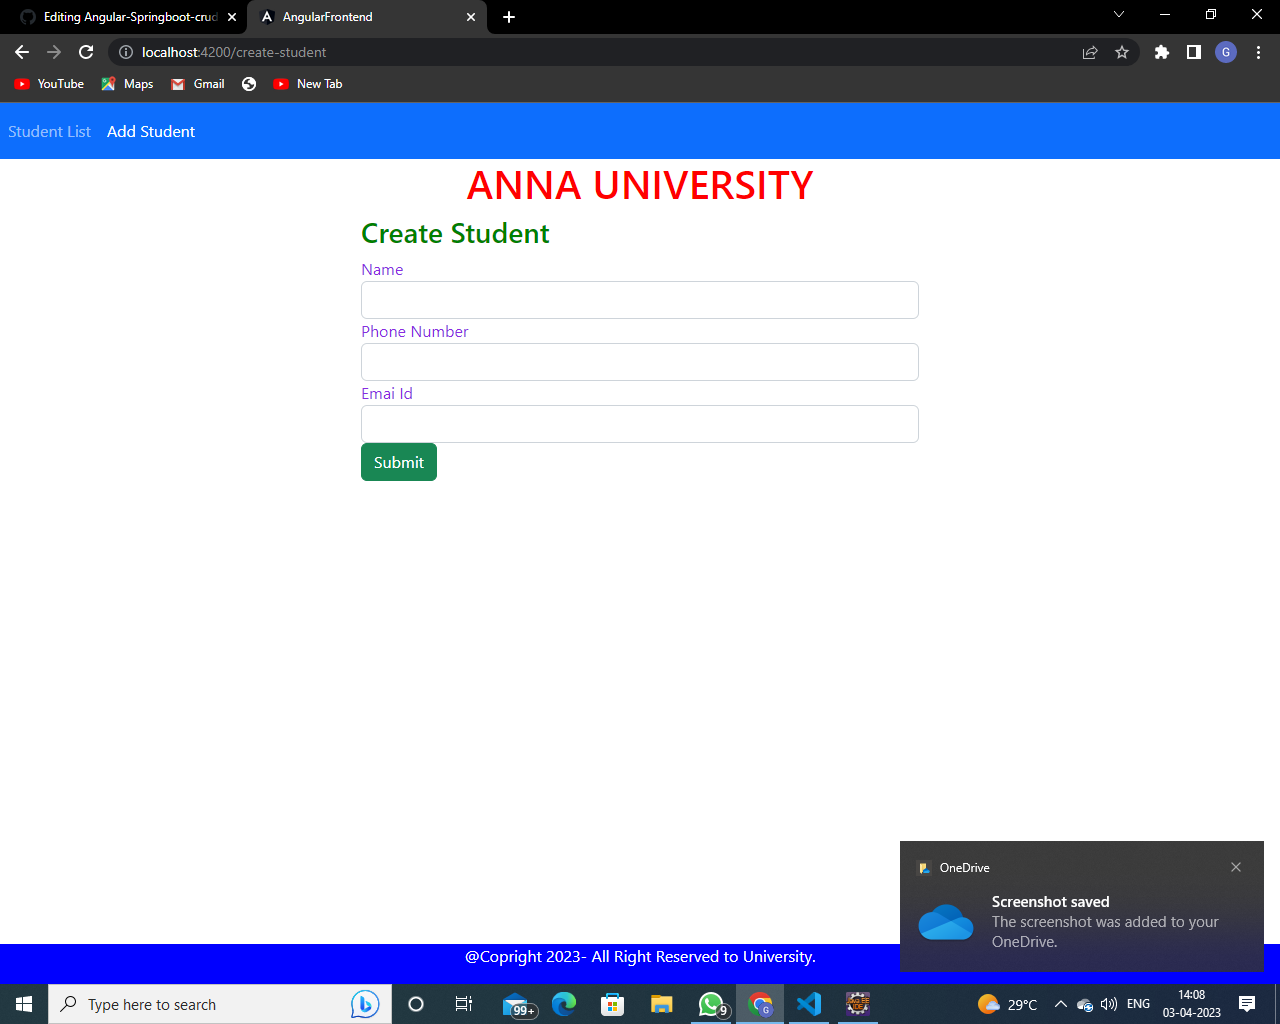 Editing Angular-Springboot-crud
AngularFrontend
localhost:4200/create-student
G
YouTube
Maps
Gmail
New Tab
Student List
Add Student
ANNA UNIVERSITY
Create Student
Name
Phone Number
Emai Id
Submit
OneDrive
Screenshot saved
The screenshot was added to your
OneDrive.
@Copright 2023- All Right Reserved to University.
Type here to search
99+
9
G
29°C
ENG
14:08
03-04-2023